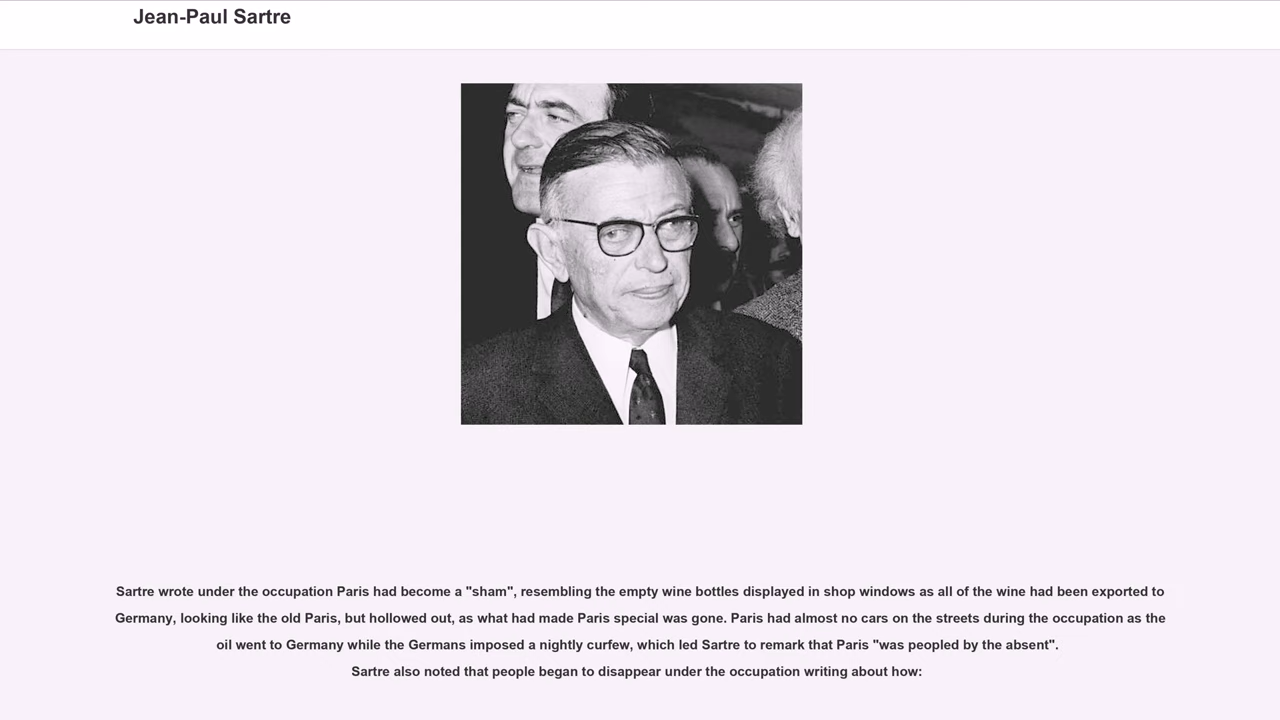 Jean-Paul Sartre
Sartre wrote under the occupation Paris had become a "sham", resembling the empty wine bottles displayed in shop windows as all of the wine had been exported to
Germany, looking like the old Paris, but hollowed out, as what had made Paris special was gone. Paris had almost no cars on the streets during the occupation as the
oil went to Germany while the Germans imposed a nightly curfew, which led Sartre to remark that Paris "was peopled by the absent".
Sartre also noted that people began to disappear under the occupation writing about how: